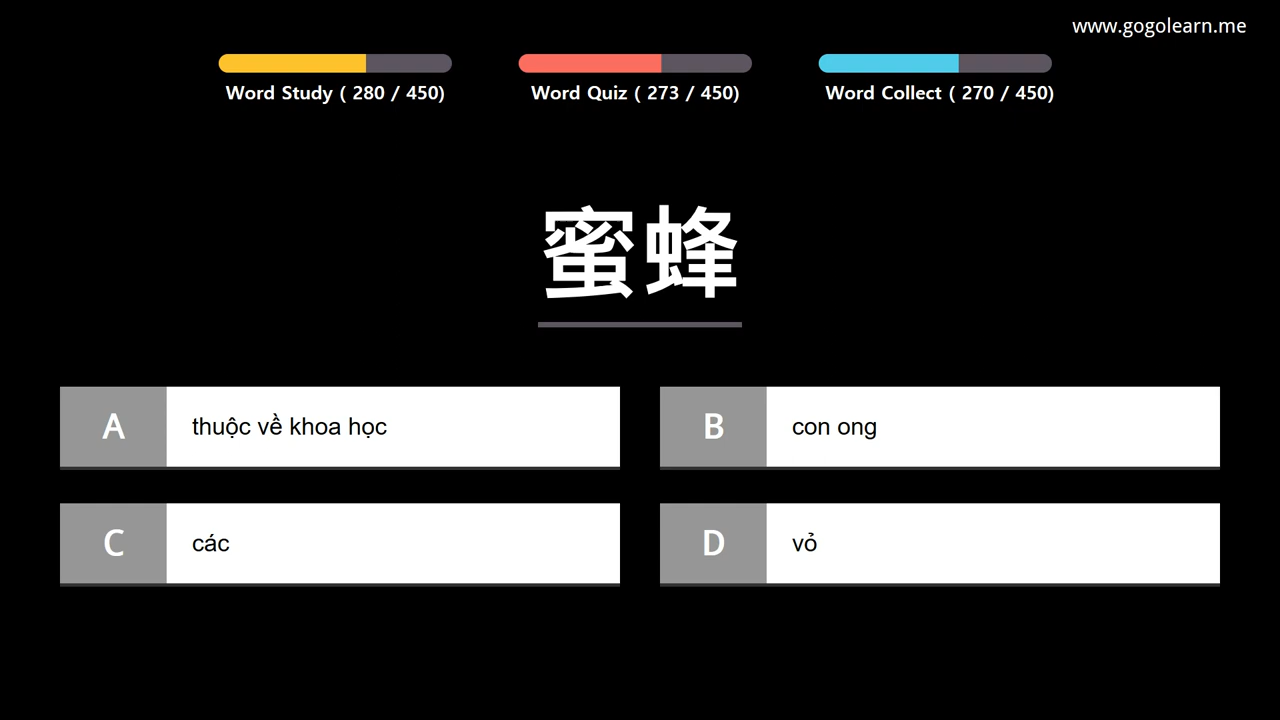 www.gogolearn.me
Word Study ( 280 / 450)
Word Quiz ( 273 / 450)
Word Collect ( 270 / 450)
蜜蜂
A thuộc về khoa học
B con ong
C các
D vỏ